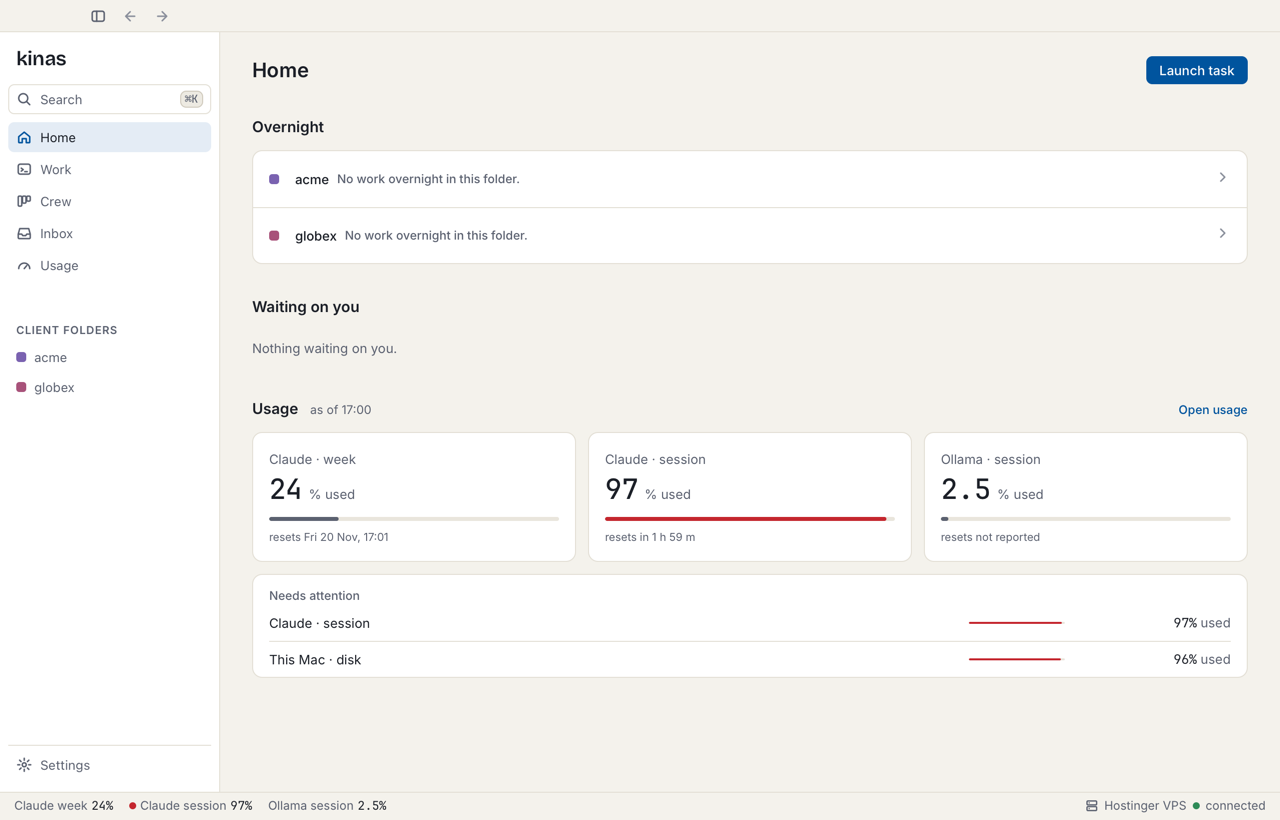 kinas
Search ⌘K
Home
Work
Crew
Inbox
Usage
CLIENT FOLDERS
acme
globex
Settings
Home
Launch task
Overnight
acme No work overnight in this folder.
globex No work overnight in this folder.
Waiting on you
Nothing waiting on you.
Usage as of 17:00
Open usage
Claude · week
24 % used
resets Fri 20 Nov, 17:01
Claude · session
97 % used
resets in 1 h 59 m
Ollama · session
2.5 % used
resets not reported
Needs attention
Claude · session 97% used
This Mac · disk 96% used
Claude week 24% Claude session 97% Ollama session 2.5%
Hostinger VPS connected